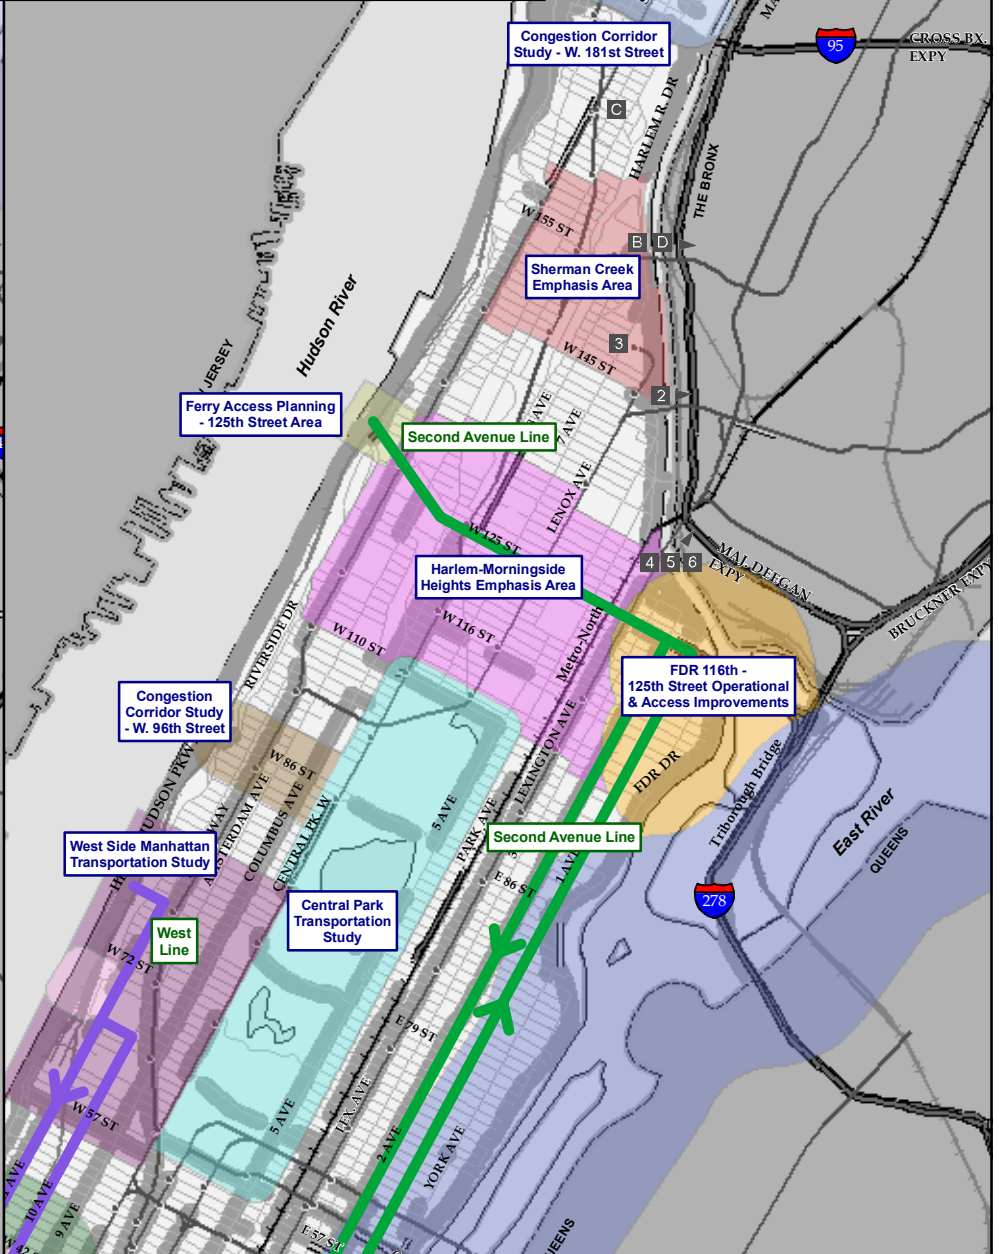 Congestion Corridor
Study - W. 181st Street
95
CROSS BX.
EXPY
C
HARLEM R. DR
THE BRONX
W 155 ST
B D
Sherman Creek
Emphasis Area
Hudson River
3
W 145 ST
2
JERSEY
Ferry Access Planning
- 125th Street Area
Second Avenue Line
AVE
7 AVE
LENOX AVE
W 125 ST
4 5 6
MAJ. DEEGAN
EXPY
BRUCKNER EXPY
Harlem-Morningside
Heights Emphasis Area
W 116 ST
Metro-North
RIVERSIDE DR
W 110 ST
FDR 116th -
125th Street Operational
& Access Improvements
Congestion
Corridor Study
- W. 96th Street
LEXINGTON AVE
FDR DR
Triborough Bridge
W 86 ST
HUDSON PKW
AMSTERDAM AVE
COLUMBUS AVE
CENTRAL PK. W
5 AVE
PARK AVE
Second Avenue Line
1 AVE
East River
QUEENS
West Side Manhattan
Transportation Study
E 86 ST
278
Central Park
Transportation
Study
West
Line
W 72 ST
E 79 ST
W 57 ST
5 AVE
LEX. AVE
2 AVE
YORK AVE
10 AVE
9 AVE
E 57 ST